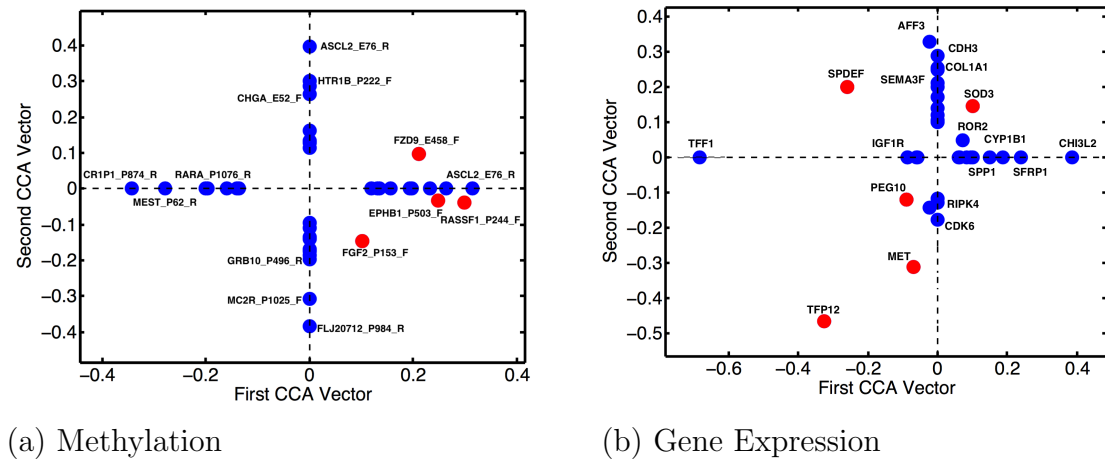 Second CCA Vector
0.4
0.3
0.2
0.1
0
−0.1
−0.2
−0.3
−0.4
ASCL2_E76_R
HTR1B_P222_F
CHGA_E52_F
FZD9_E458_F
CR1P1_P874_R
RARA_P1076_R
ASCL2_E76_R
MEST_P62_R
EPHB1_P503_F
RASSF1_P244_F
FGF2_P153_F
GRB10_P496_R
MC2R_P1025_F
FLJ20712_P984_R
−0.4
−0.2
0
0.2
0.4
First CCA Vector
(a) Methylation
Second CCA Vector
0.4
0.3
0.2
0.1
0
−0.1
−0.2
−0.3
−0.4
−0.5
AFF3
CDH3
COL1A1
SPDEF
SEMA3F
SOD3
ROR2
TFF1
IGF1R
CYP1B1
CHI3L2
SPP1
SFRP1
PEG10
RIPK4
CDK6
MET
TFP12
−0.6
−0.4
−0.2
0
0.2
0.4
First CCA Vector
(b) Gene Expression